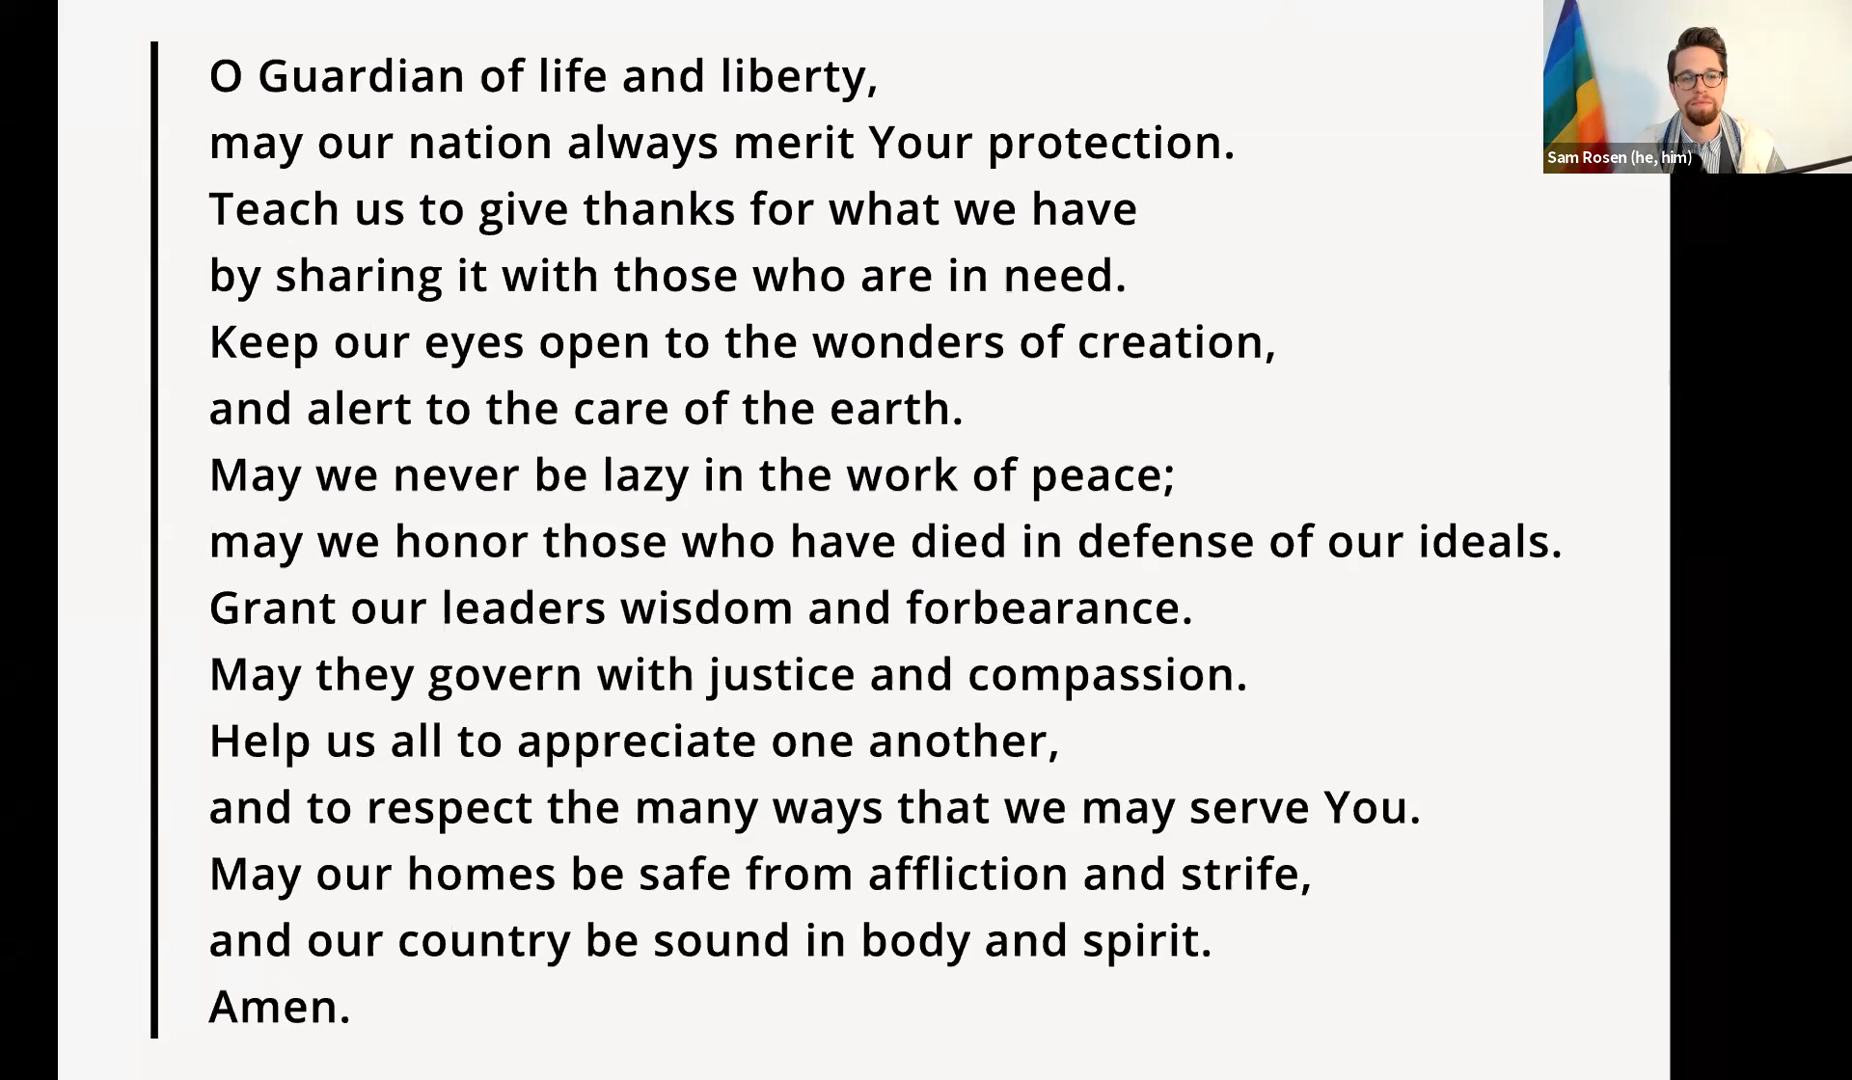 O Guardian of life and liberty,
may our nation always merit Your protection.
Teach us to give thanks for what we have
by sharing it with those who are in need.
Keep our eyes open to the wonders of creation,
and alert to the care of the earth.
May we never be lazy in the work of peace;
may we honor those who have died in defense of our ideals.
Grant our leaders wisdom and forbearance.
May they govern with justice and compassion.
Help us all to appreciate one another,
and to respect the many ways that we may serve You.
May our homes be safe from affliction and strife,
and our country be sound in body and spirit.
Amen.
Sam Rosen (he, him)